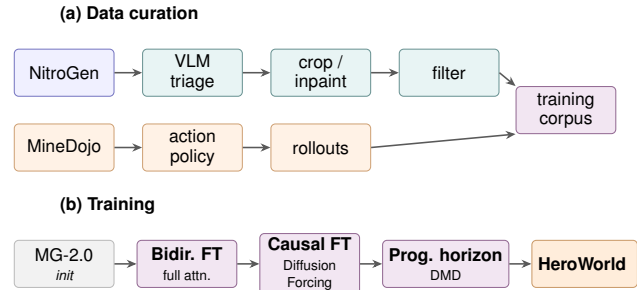 (a) Data curation
NitroGen
VLM
triage
crop /
inpaint
filter
training
corpus
MineDojo
action
policy
rollouts
(b) Training
MG-2.0
init
Bidir. FT
full attn.
Causal FT
Diffusion
Forcing
Prog. horizon
DMD
HeroWorld